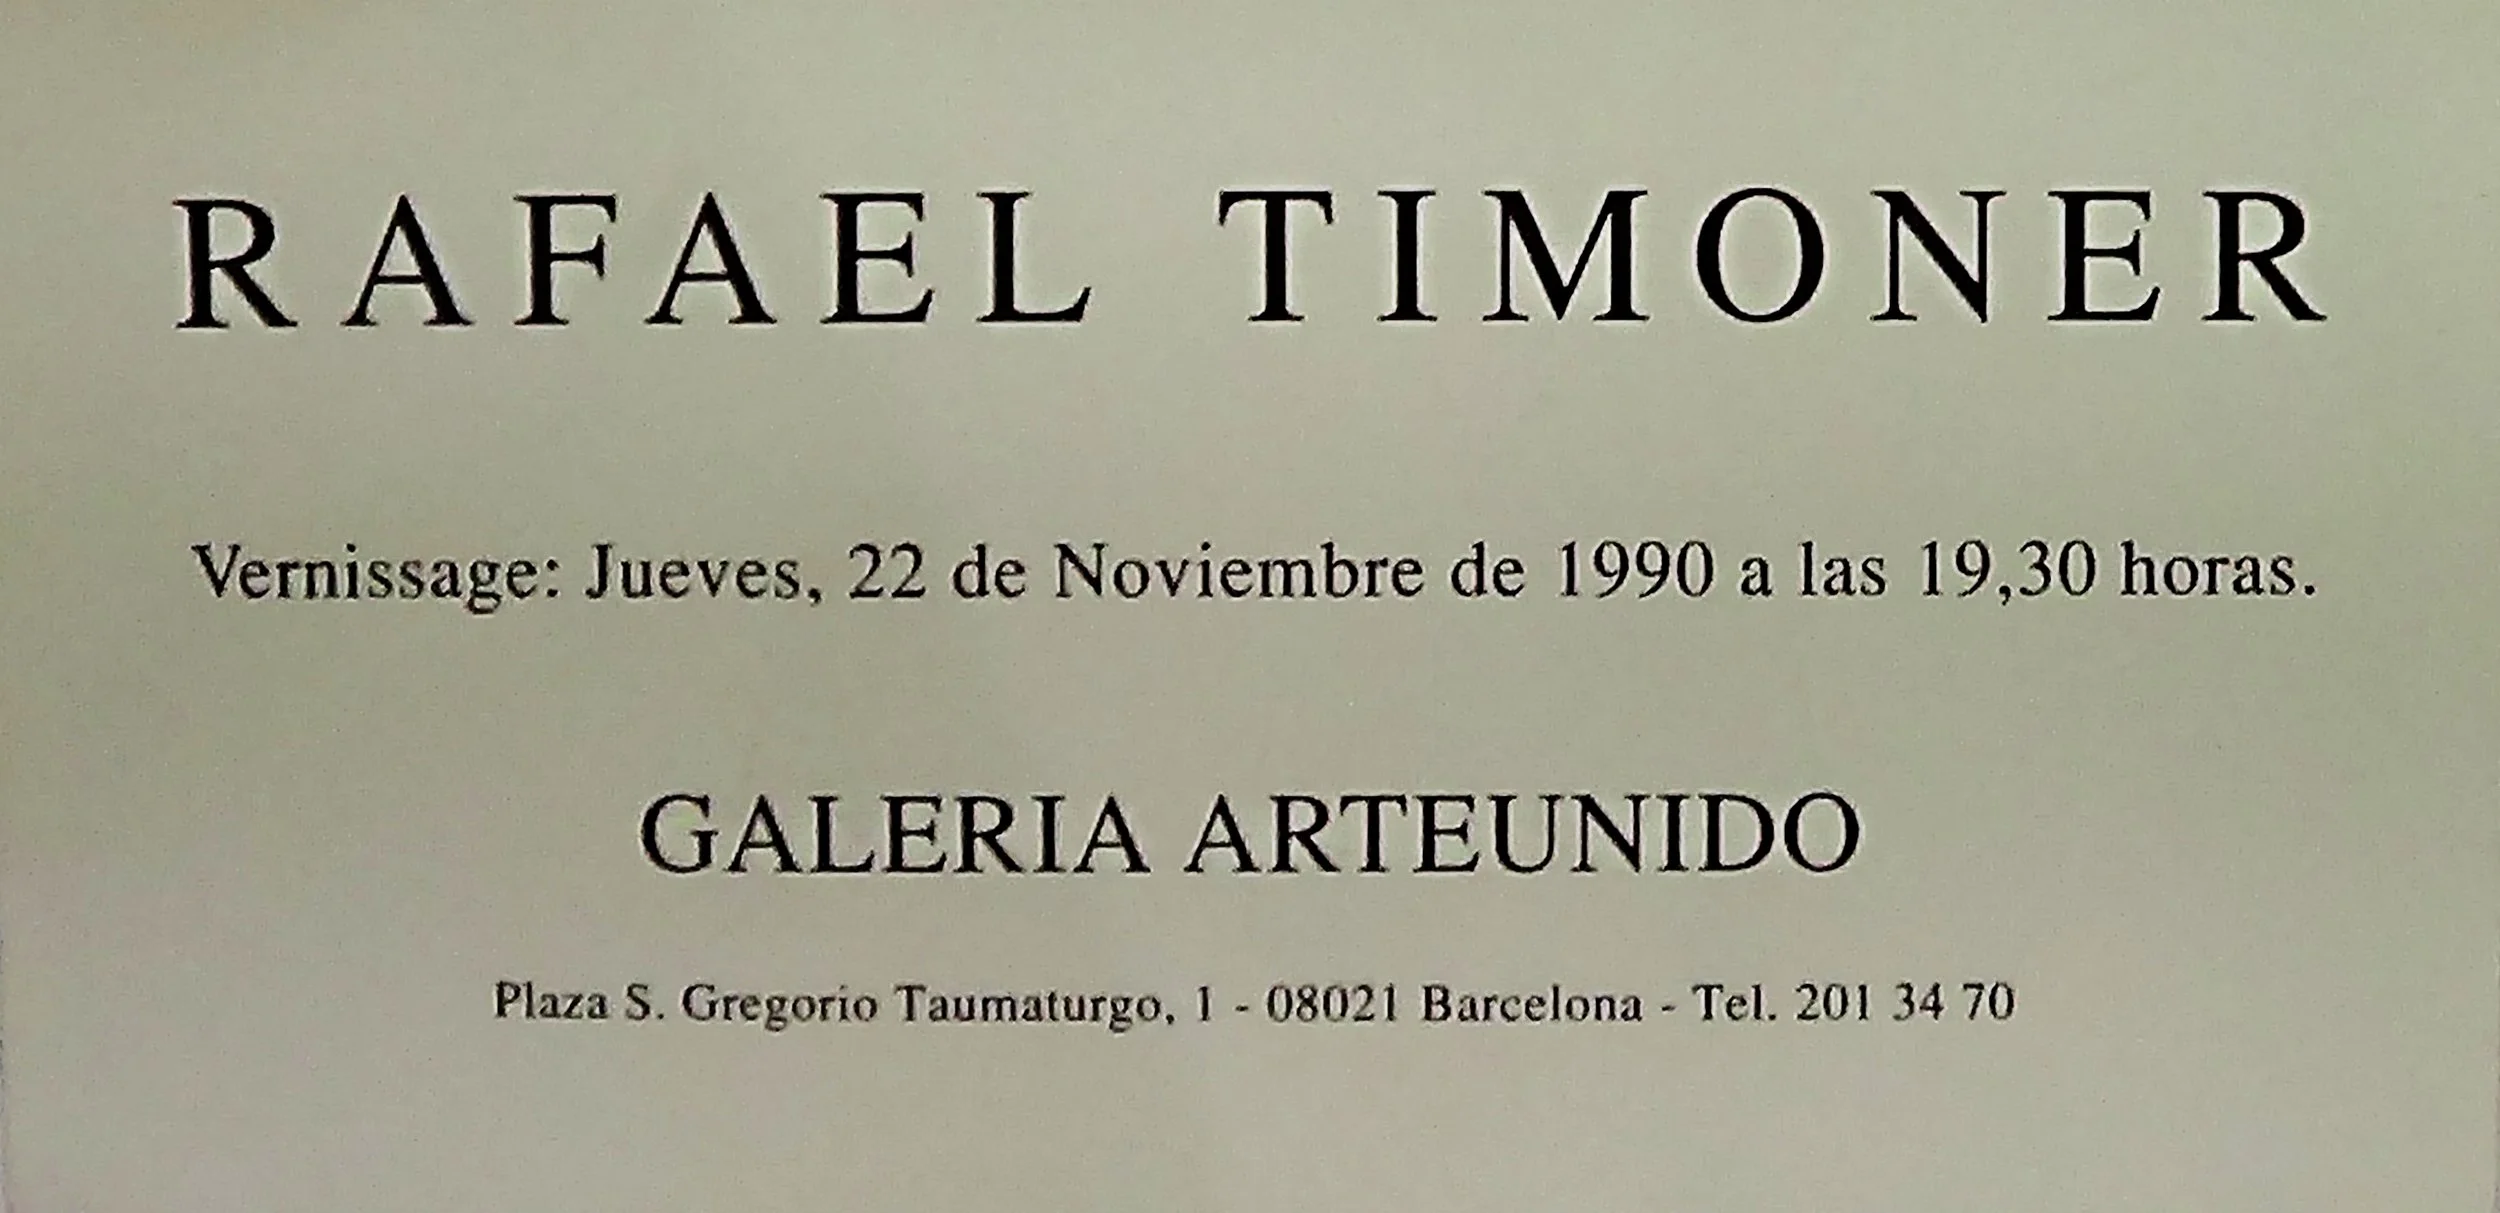 RAFAEL TIMONER
Vernissage: Jueves, 22 de Noviembre de 1990 a las 19,30 horas.
GALERIA ARTEUNIDO
Plaza S. Gregorio Taumaturgo, 1 - 08021 Barcelona - Tel. 201 34 70